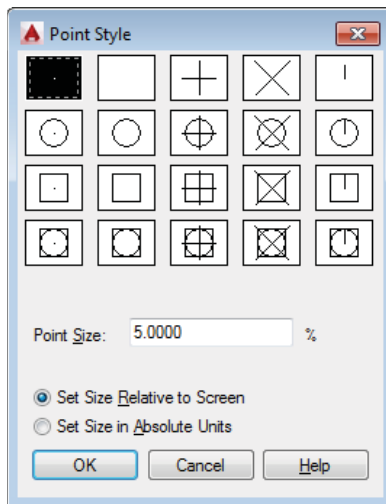 Point Style
Point Size: 5.0000 %
Set Size Relative to Screen
Set Size in Absolute Units
OK Cancel Help